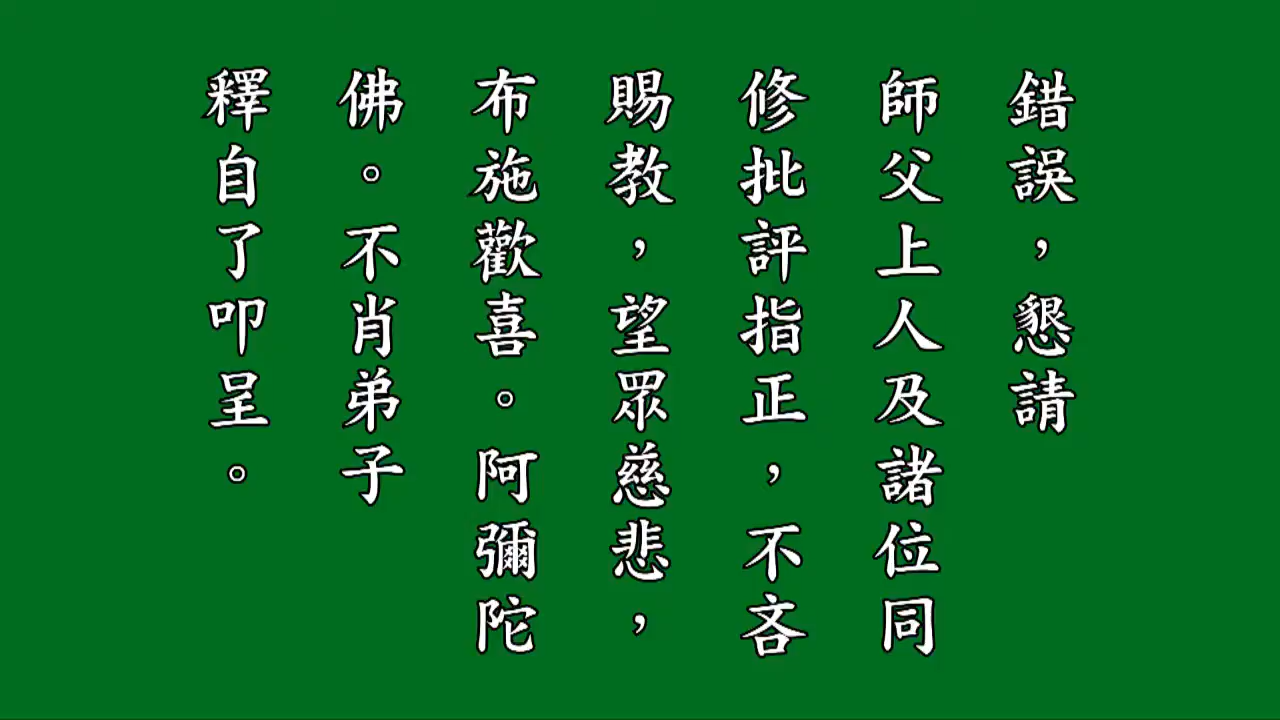 錯誤，懇請
師父上人及諸位同
修批評指正，不吝
賜教，望眾慈悲，
布施歡喜。阿彌陀
佛。不肖弟子
釋自了叩呈。